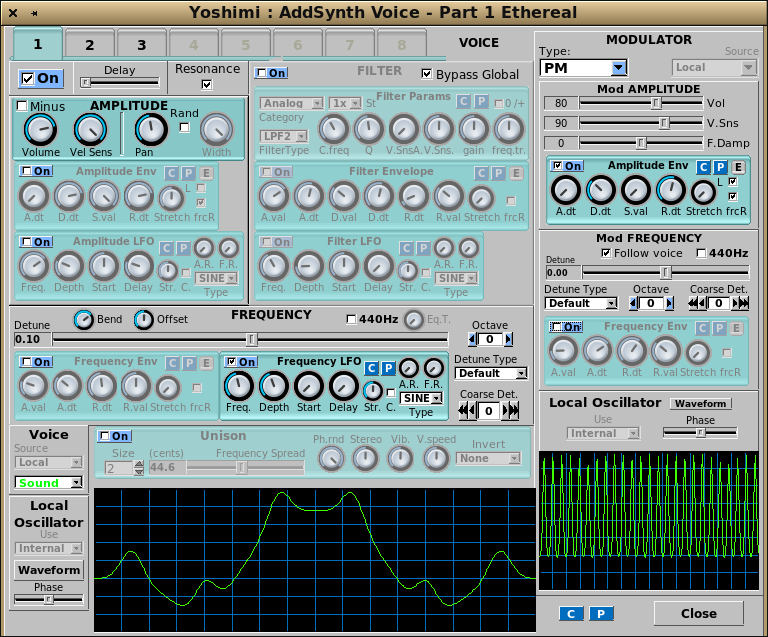 Yoshimi : AddSynth Voice - Part 1 Ethereal
1 2 3 4 5 6 7 8 VOICE
On Delay Resonance
Minus AMPLITUDE
Rand
Volume Vel Sens Pan Width
On Amplitude Env C P E
L
A.dt D.dt S.val R.dt Stretch frcR
On Amplitude LFO C P
A.R. F.R.
SINE
Freq. Depth Start Delay Str. C. Type
On FILTER Bypass Global
Filter Params C P 0 /+
Analog 1x St
Category
LPF2
FilterType C.freq Q V.SnsA. V.Sns. gain freq.tr.
On Filter Envelope C P E
A.val A.dt D.val D.dt R.dt R.val Stretch frcR
On Filter LFO C P
A.R. F.R.
SINE
Freq. Depth Start Delay Str. C. Type
Bend Offset FREQUENCY 440Hz Eq.T.
Detune
0.10
Octave
0
On Frequency Env C P E
A.val A.dt R.dt R.val Stretch frcR
On Frequency LFO C P
A.R. F.R.
SINE
Freq. Depth Start Delay Str. C. Type
Detune Type
Default
Coarse Det.
0
Voice
Source
Local
Sound
On Unison
Size (cents) Frequency Spread
2 44.6
Ph.rnd Stereo Vib. V.speed Invert
None
Local
Oscillator
Use
Internal
Waveform
Phase
MODULATOR
Type: Source
PM Local
Mod AMPLITUDE
80 Vol
90 V.Sns
0 F.Damp
On Amplitude Env C P E
L
A.dt D.dt S.val R.dt Stretch frcR
Mod FREQUENCY
Follow voice 440Hz
Detune
0.00
Detune Type Octave Coarse Det.
Default 0 0
On Frequency Env C P E
A.val A.dt R.dt R.val Stretch frcR
Local Oscillator Waveform
Use Phase
Internal
C P Close